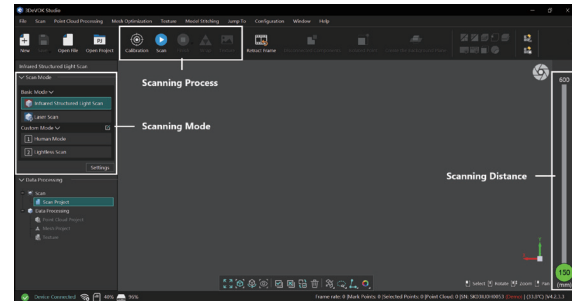 3DeVOK Studio
File Scan Point Cloud Processing Mesh Optimization Texture Model Stitching Jump To Configuration Window Help
New Open File Open Project Calibration Scan Retract Frame
Infrared Structured Light Scan
Scan Mode
600
Basic Mode
Scanning Process
Infrared Structured Light Scan
Laser Scan
Custom Mode
Scanning Mode
1 Human Mode
2 Lightless Scan
Settings
Scanning Distance
Data Processing
Scan
Scan Project
Data Processing
Point Cloud Project
Mesh Project
Texture
150
Select Rotate Zoom Pan (mm)
Device Connected 96%